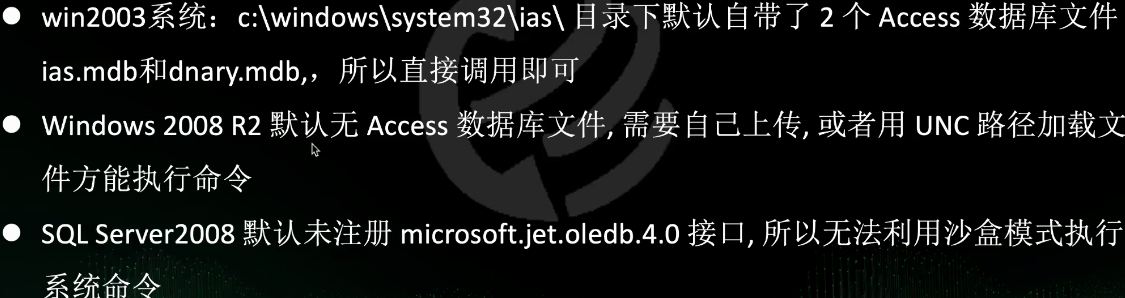 win2003系统：c:\windows\system32\ias\ 目录下默认自带了 2 个 Access 数据库文件
ias.mdb和dnary.mdb,，所以直接调用即可
Windows 2008 R2 默认无 Access 数据库文件, 需要自己上传, 或者用 UNC 路径加载文
件方能执行命令
SQL Server2008 默认未注册 microsoft.jet.oledb.4.0 接口, 所以无法利用沙盒模式执行
系统命令